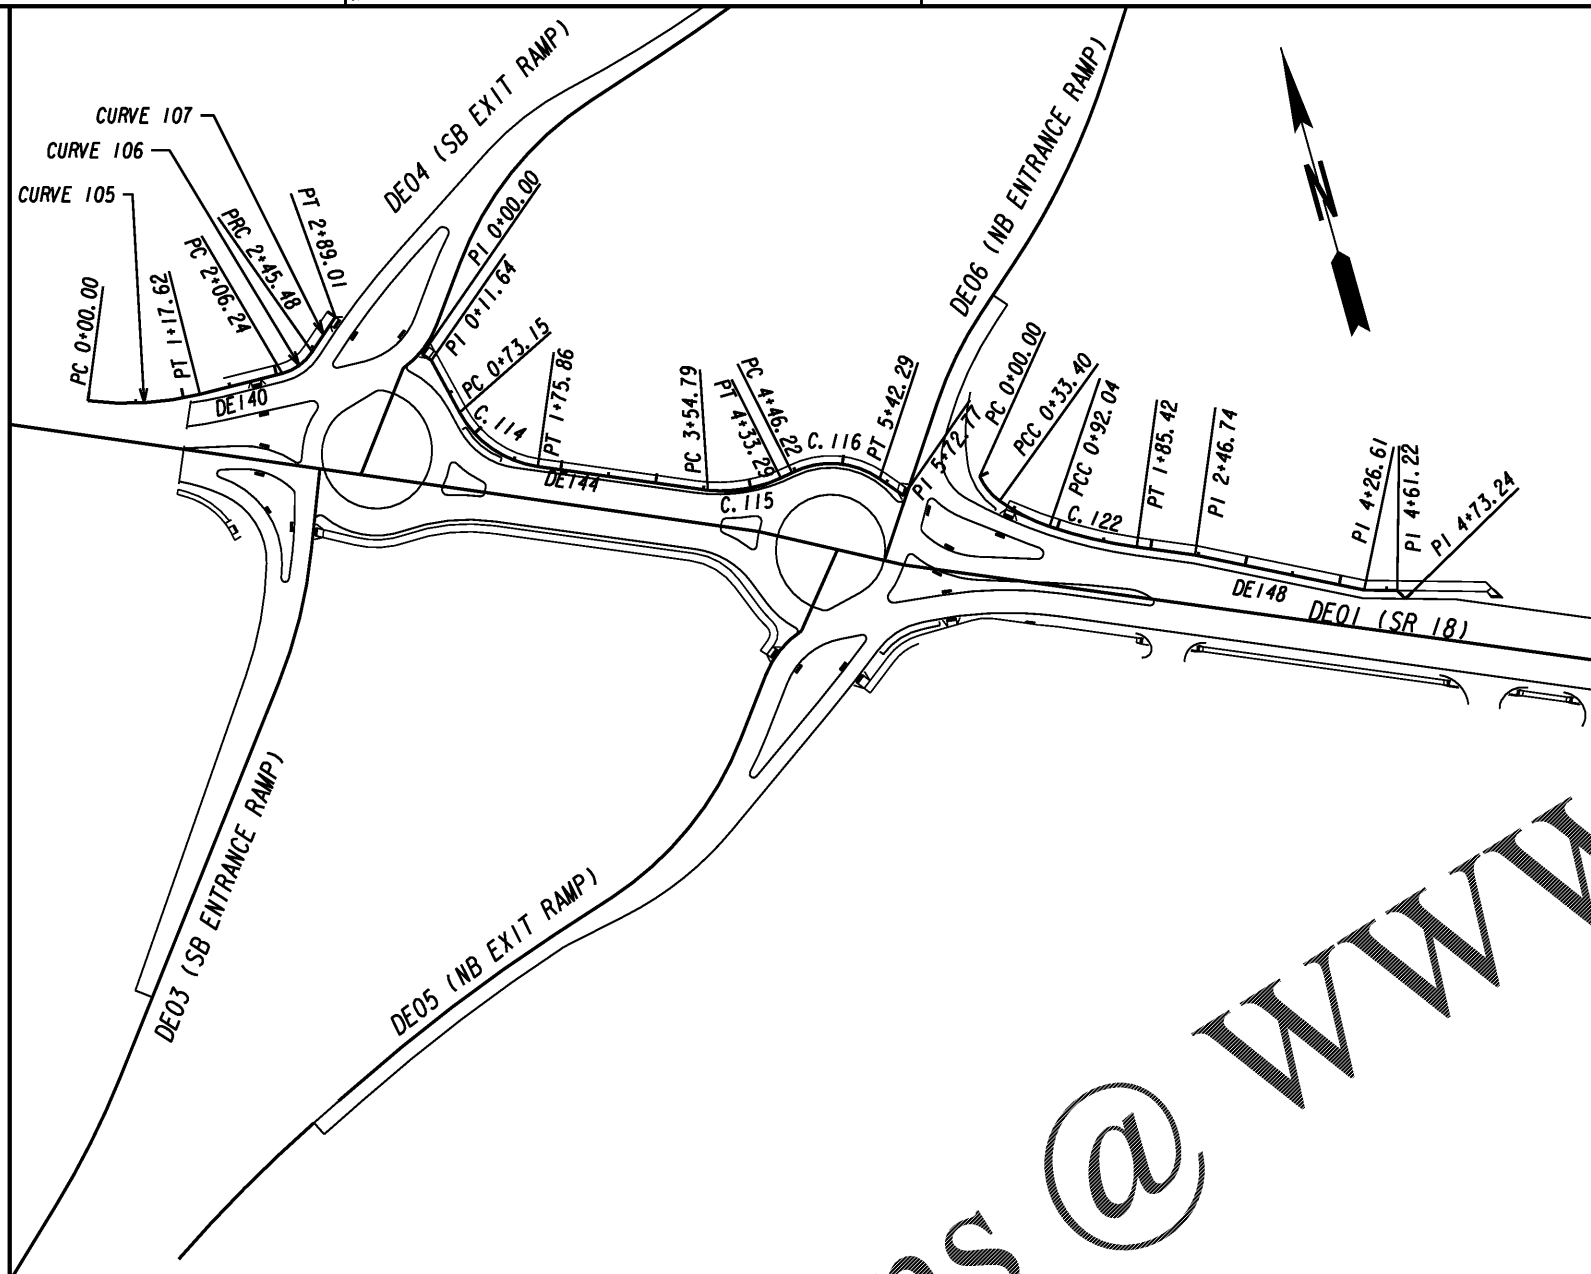 CURVE 107
CURVE 106
CURVE 105
PC 0+00.00
PT 1+17.62
PC 2+06.24
PRC 2+45.48
PT 2+89.01
DE140
DE04 (SB EXIT RAMP)
PI 0+00.00
PI 0+11.64
PC 0+73.15
C. 114
PT 1+75.86
DE144
PC 3+54.79
PT 4+33.29
PC 4+46.22
C. 115
C. 116
PT 5+42.29
PI 5+72.77
DE06 (NB ENTRANCE RAMP)
N
PC 0+00.00
PCC 0+33.40
PCC 0+92.04
C. 122
PT 1+85.42
PI 2+46.74
PI 4+26.61
PI 4+61.22
PI 4+73.24
DE148
DE01 (SR 18)
DE03 (SB ENTRANCE RAMP)
DE05 (NB EXIT RAMP)
@ WWW